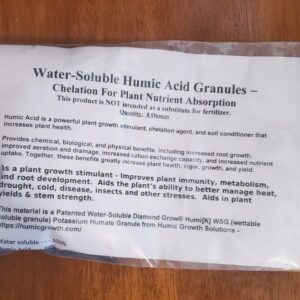 Water-Soluble Humic Acid Granules –
Chelation For Plant Nutrient Absorption
This product is NOT intended as a substitute for fertilizer.
Quantity: 8 Ounces
Humic Acid is a powerful plant growth stimulant, chelation agent, and soil conditioner that
increases plant health.
Provides chemical, biological, and physical benefits, including increased root growth,
improved aeration and drainage, increased cation exchange capacity, and increased nutrient
uptake. Together, these benefits greatly increase plant health, vigor, growth, and yield.
As a plant growth stimulant - Improves plant immunity, metabolism,
and root development. Aids the plant's ability to better manage heat,
drought, cold, disease, insects and other stresses. Aids in plant
yields & stem strength.
This material is a Patented Water-Soluble Diamond Grow® Humi[K] WSG (wettable
soluble granule) Potassium Humate Granule from Humic Growth Solutions -
https://humicgrowth.com/
Water soluble - 100%